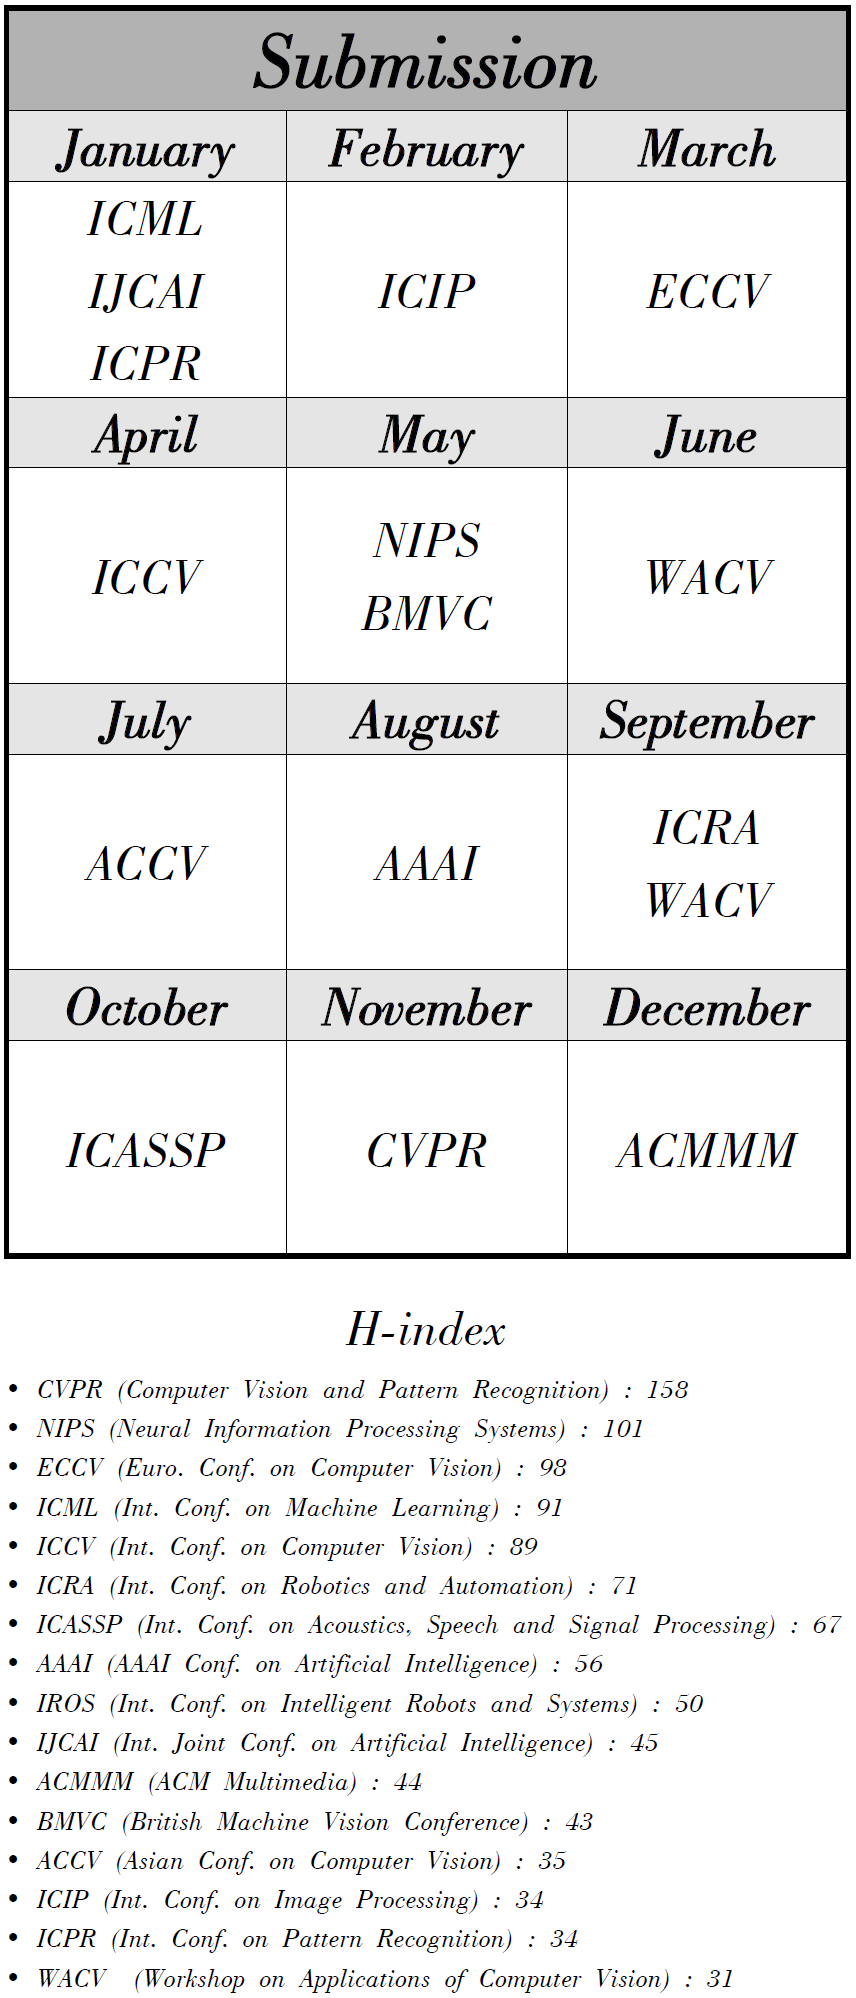 Submission
January February March
ICML
IJCAI ICIP ECCV
ICPR
April May June
NIPS
ICCV WACV
BMVC
July August September
ICRA
ACCV AAAI
WACV
October November December
ICASSP CVPR ACMMM
H-index
• CVPR (Computer Vision and Pattern Recognition) : 158
• NIPS (Neural Information Processing Systems) : 101
• ECCV (Euro. Conf. on Computer Vision) : 98
• ICML (Int. Conf. on Machine Learning) : 91
• ICCV (Int. Conf. on Computer Vision) : 89
• ICRA (Int. Conf. on Robotics and Automation) : 71
• ICASSP (Int. Conf. on Acoustics, Speech and Signal Processing) : 67
• AAAI (AAAI Conf. on Artificial Intelligence) : 56
• IROS (Int. Conf. on Intelligent Robots and Systems) : 50
• IJCAI (Int. Joint Conf. on Artificial Intelligence) : 45
• ACMMM (ACM Multimedia) : 44
• BMVC (British Machine Vision Conference) : 43
• ACCV (Asian Conf. on Computer Vision) : 35
• ICIP (Int. Conf. on Image Processing) : 34
• ICPR (Int. Conf. on Pattern Recognition) : 34
• WACV (Workshop on Applications of Computer Vision) : 31